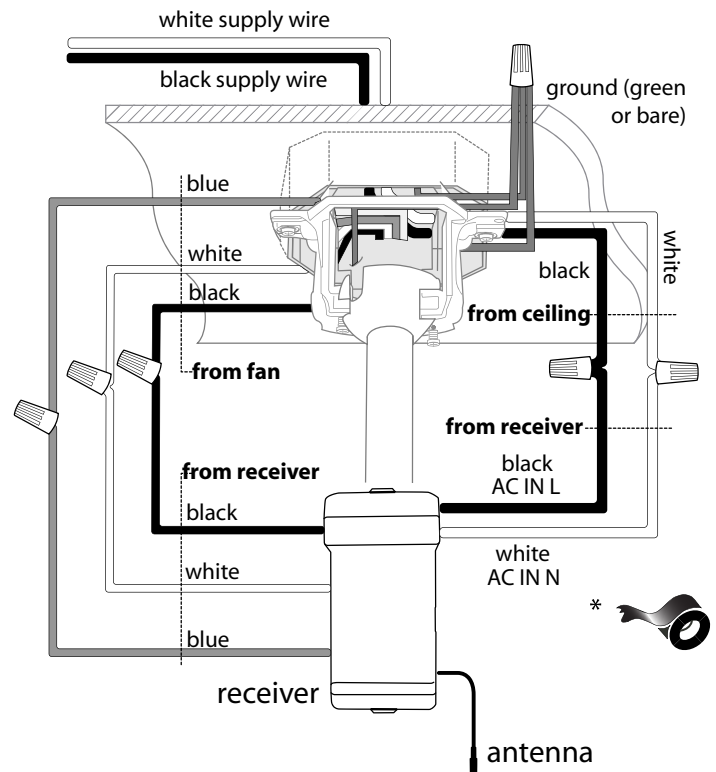 white supply wire
black supply wire
ground (green
or bare)
blue
white
black
white
black
from ceiling
from fan
from receiver
from receiver
black
AC IN L
black
white
AC IN N
white
*
blue
receiver
antenna